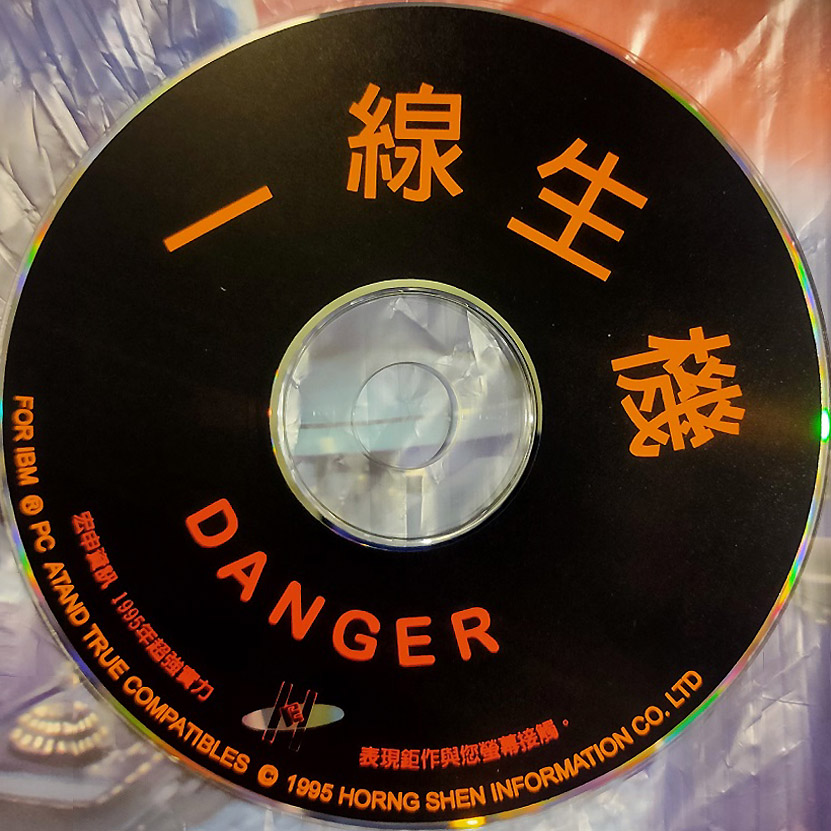 一線生機
DANGER
宏申資訊 1995年超強實力
表現鉅作與您螢幕接觸。
FOR IBM ® PC ATAND TRUE COMPATIBLES © 1995 HORNG SHEN INFORMATION CO. LTD